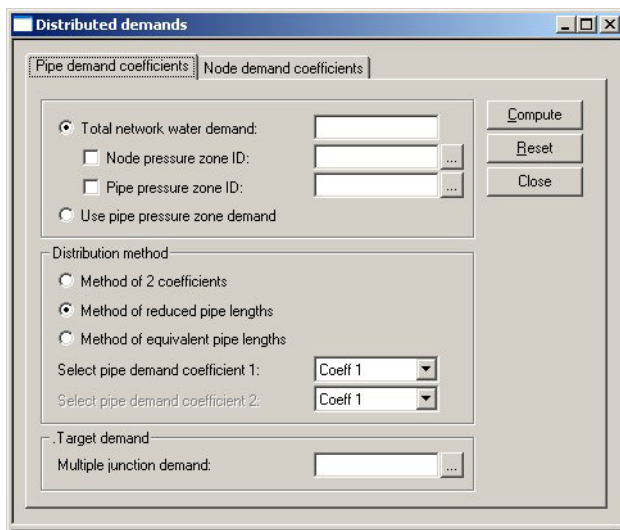 Distributed demands
Pipe demand coefficients Node demand coefficients
Total network water demand:
Node pressure zone ID: ...
Pipe pressure zone ID: ...
Use pipe pressure zone demand
Compute
Reset
Close
Distribution method
Method of 2 coefficients
Method of reduced pipe lengths
Method of equivalent pipe lengths
Select pipe demand coefficient 1: Coeff 1
Select pipe demand coefficient 2: Coeff 1
.Target demand
Multiple junction demand: ...